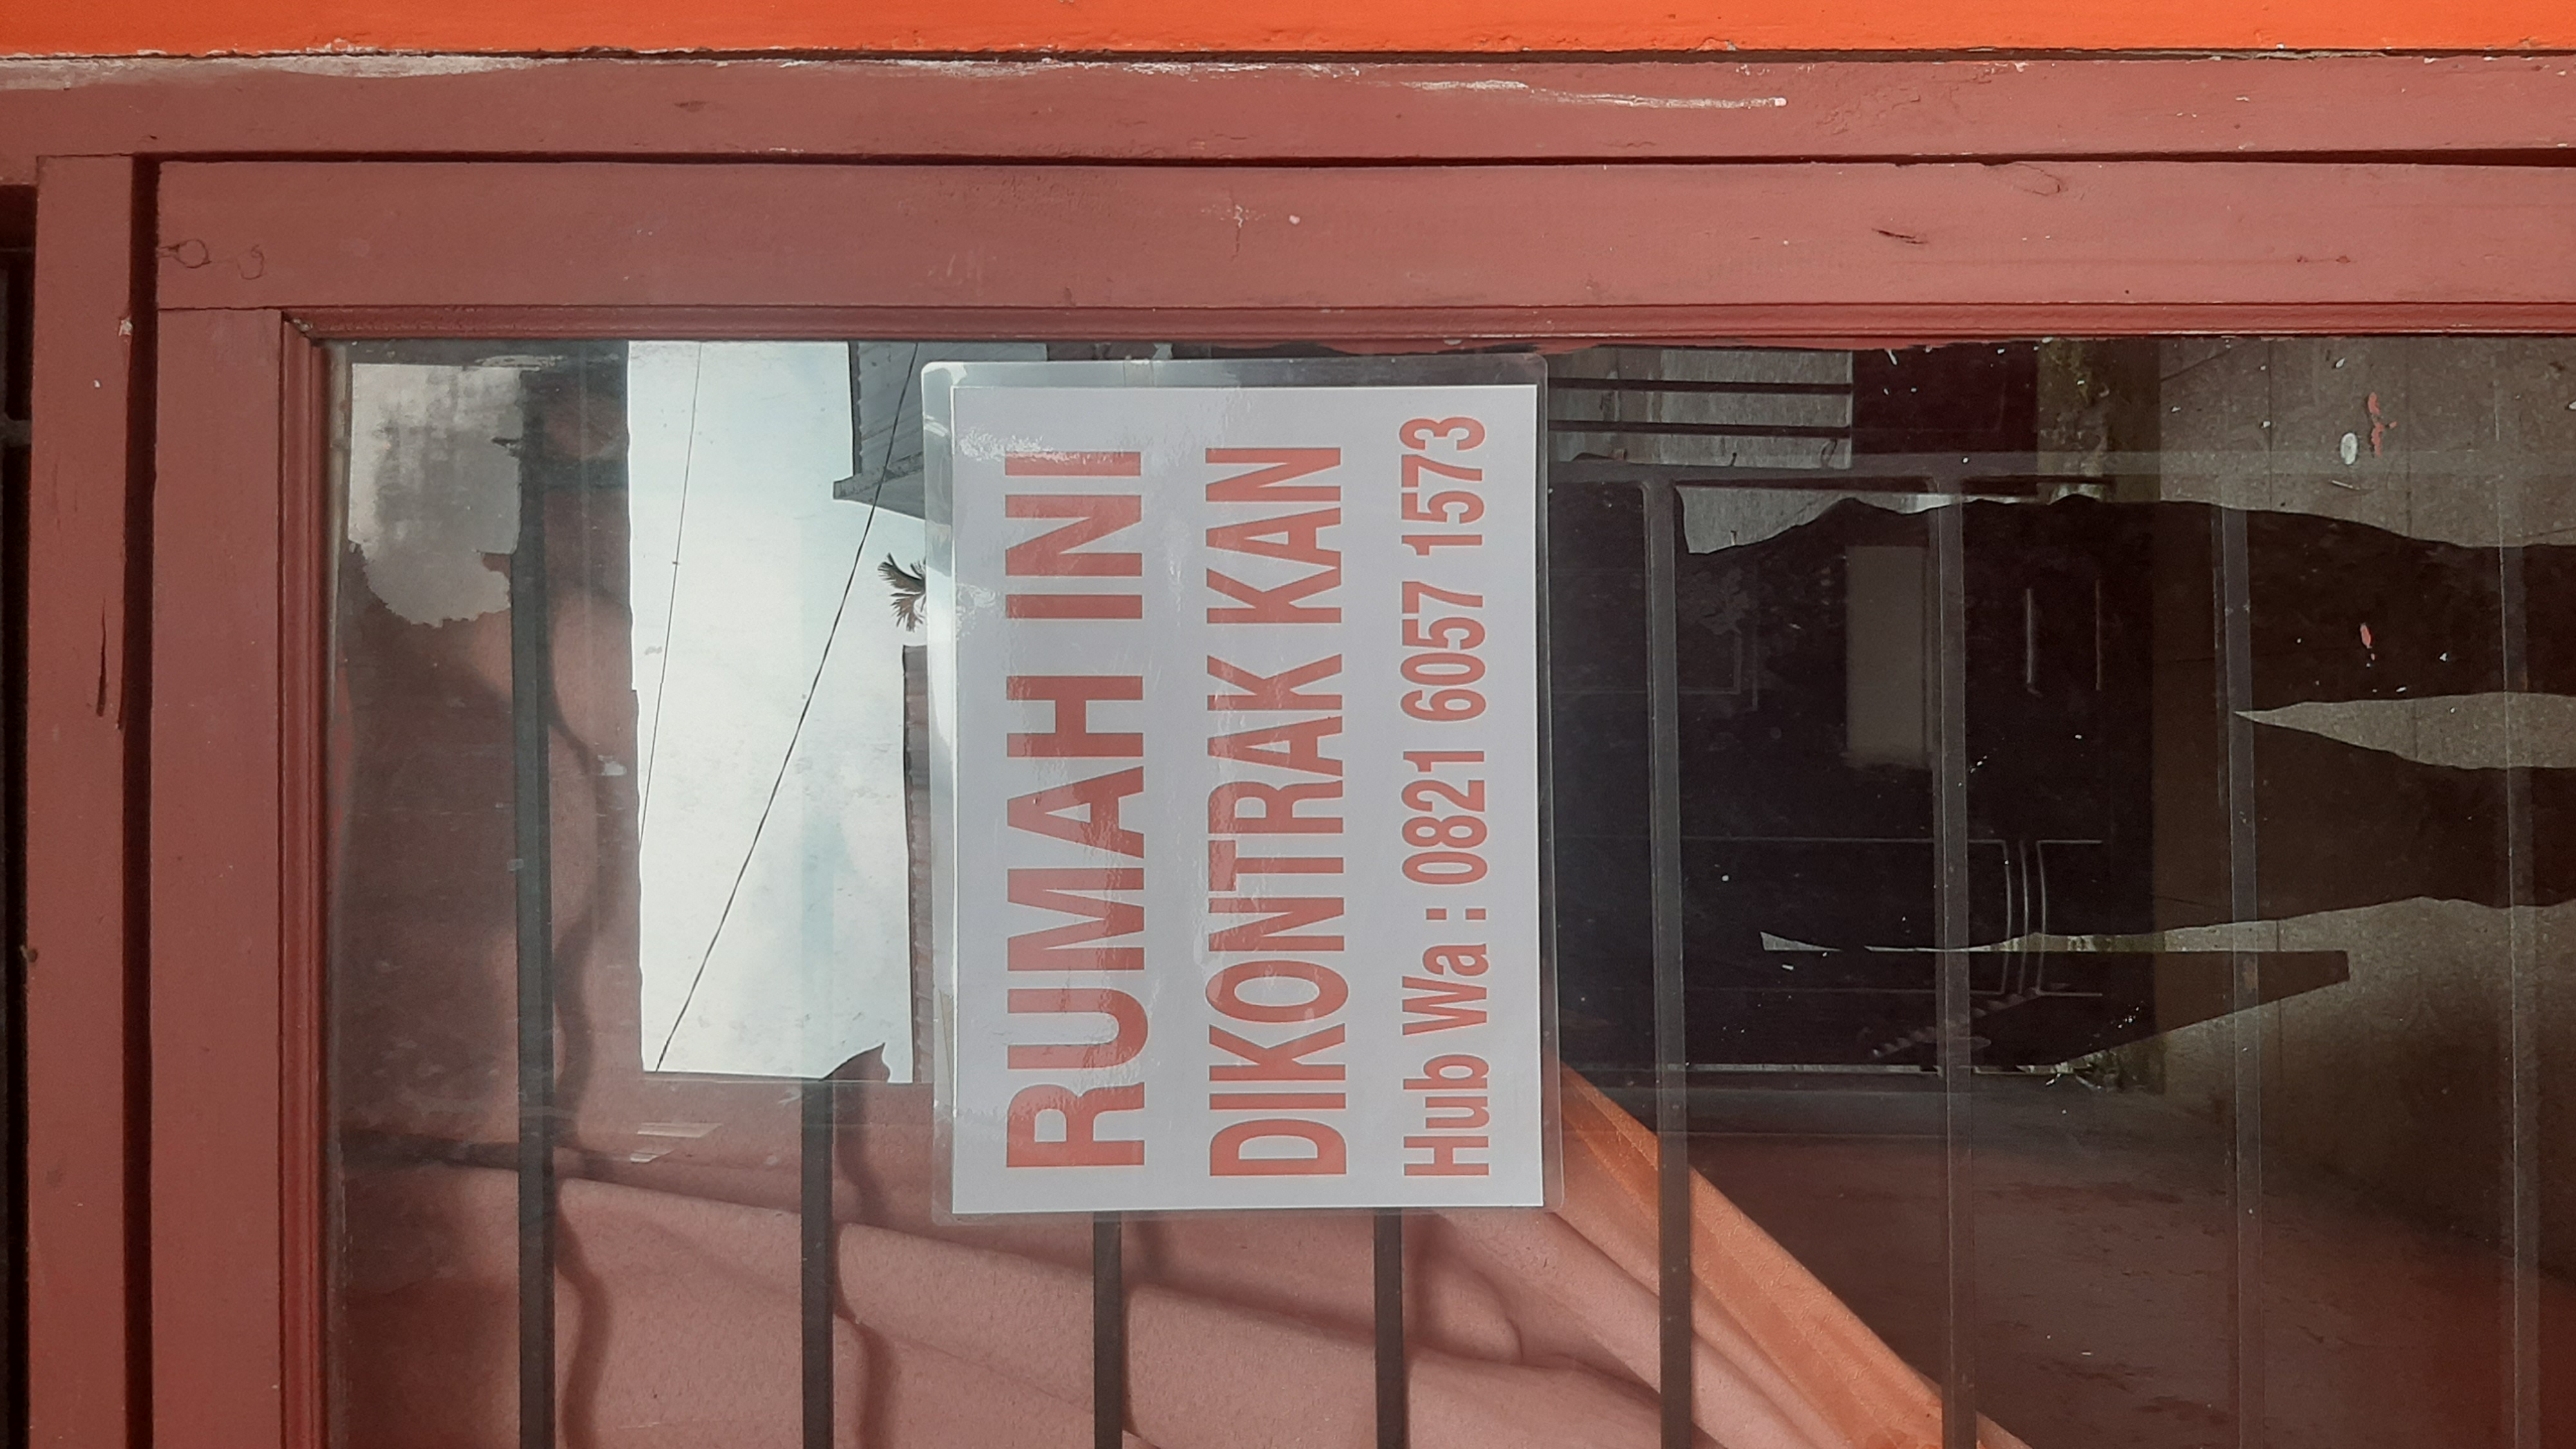 RUMAH INI
DIKONTRAK KAN
Hub Wa : 0821 6057 1573